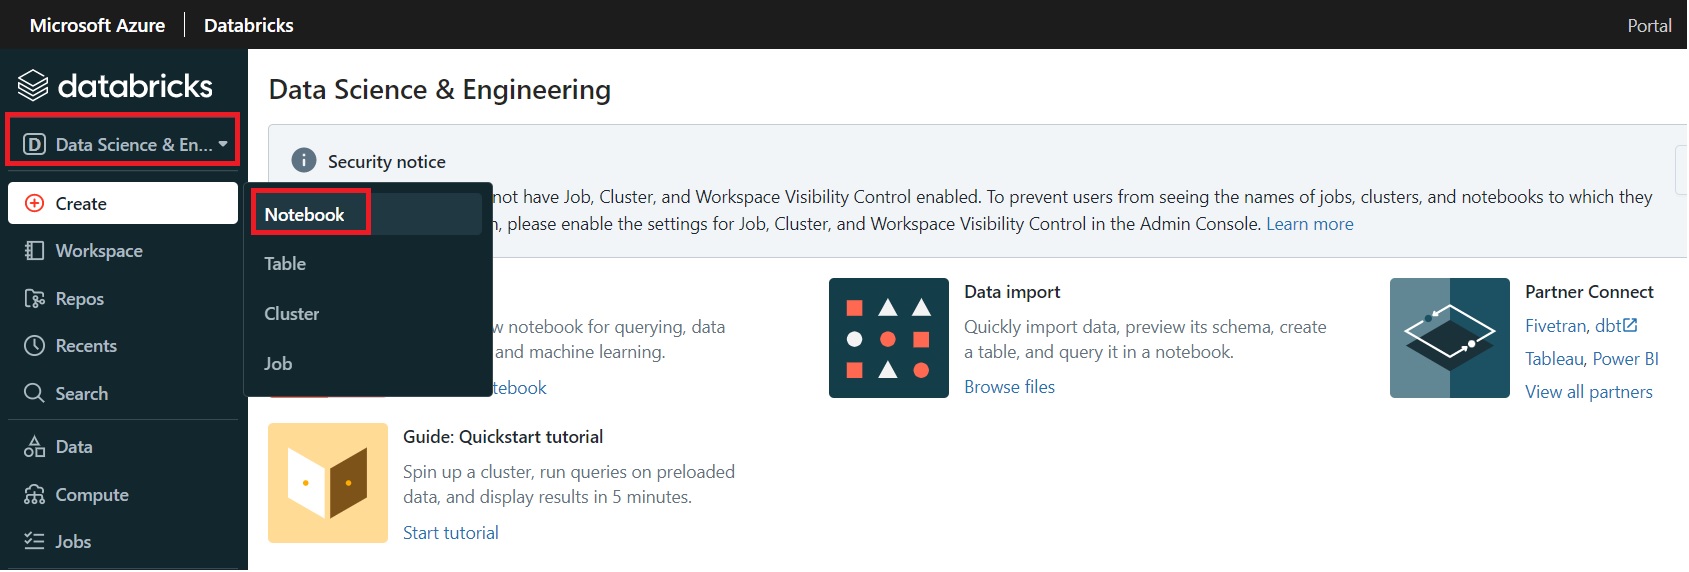 Microsoft Azure
Databricks
Portal
databricks
D
Data Science & En...
Create
Workspace
Repos
Recents
Search
Data
Compute
Jobs
Notebook
Table
Cluster
Job
Data Science & Engineering
Security notice
not have Job, Cluster, and Workspace Visibility Control enabled. To prevent users from seeing the names of jobs, clusters, and notebooks to which they
, please enable the settings for Job, Cluster, and Workspace Visibility Control in the Admin Console. Learn more
notebook for querying, data
and machine learning.
tebook
Data import
Quickly import data, preview its schema, create
a table, and query it in a notebook.
Browse files
Partner Connect
Fivetran, dbt
Tableau, Power BI
View all partners
Guide: Quickstart tutorial
Spin up a cluster, run queries on preloaded
data, and display results in 5 minutes.
Start tutorial